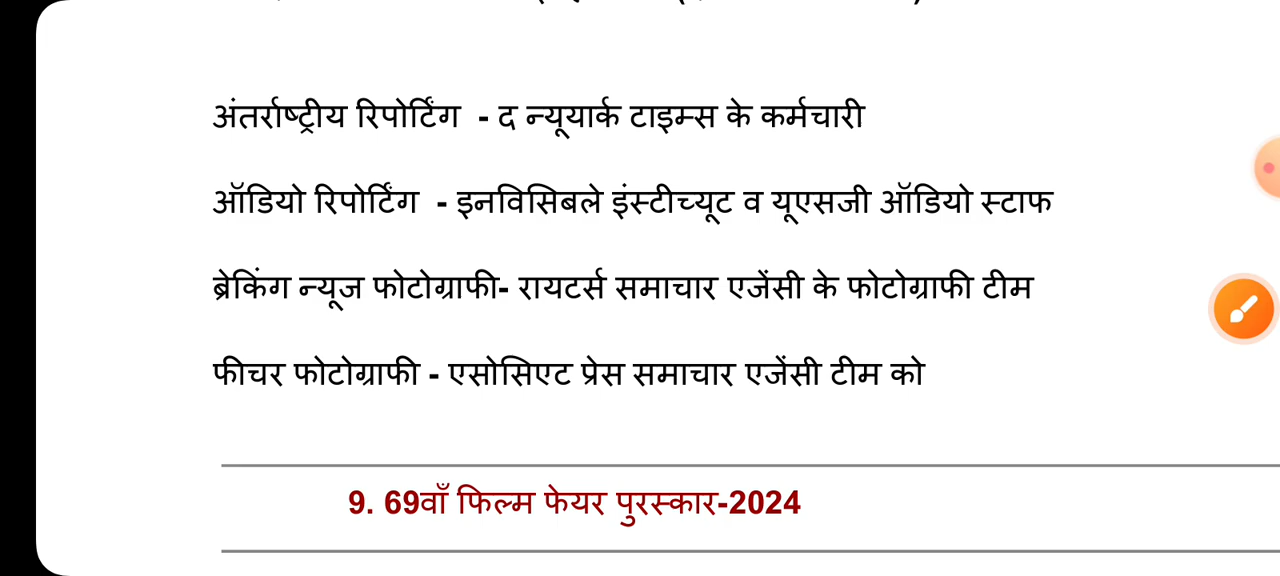 अंतर्राष्ट्रीय रिपोर्टिंग - द न्यूयार्क टाइम्स के कर्मचारी
ऑडियो रिपोर्टिंग - इनविसिबले इंस्टीच्यूट व यूएसजी ऑडियो स्टाफ
ब्रेकिंग न्यूज फोटोग्राफी- रायटर्स समाचार एजेंसी के फोटोग्राफी टीम
फीचर फोटोग्राफी - एसोसिएट प्रेस समाचार एजेंसी टीम को
9. 69वाँ फिल्म फेयर पुरस्कार-2024